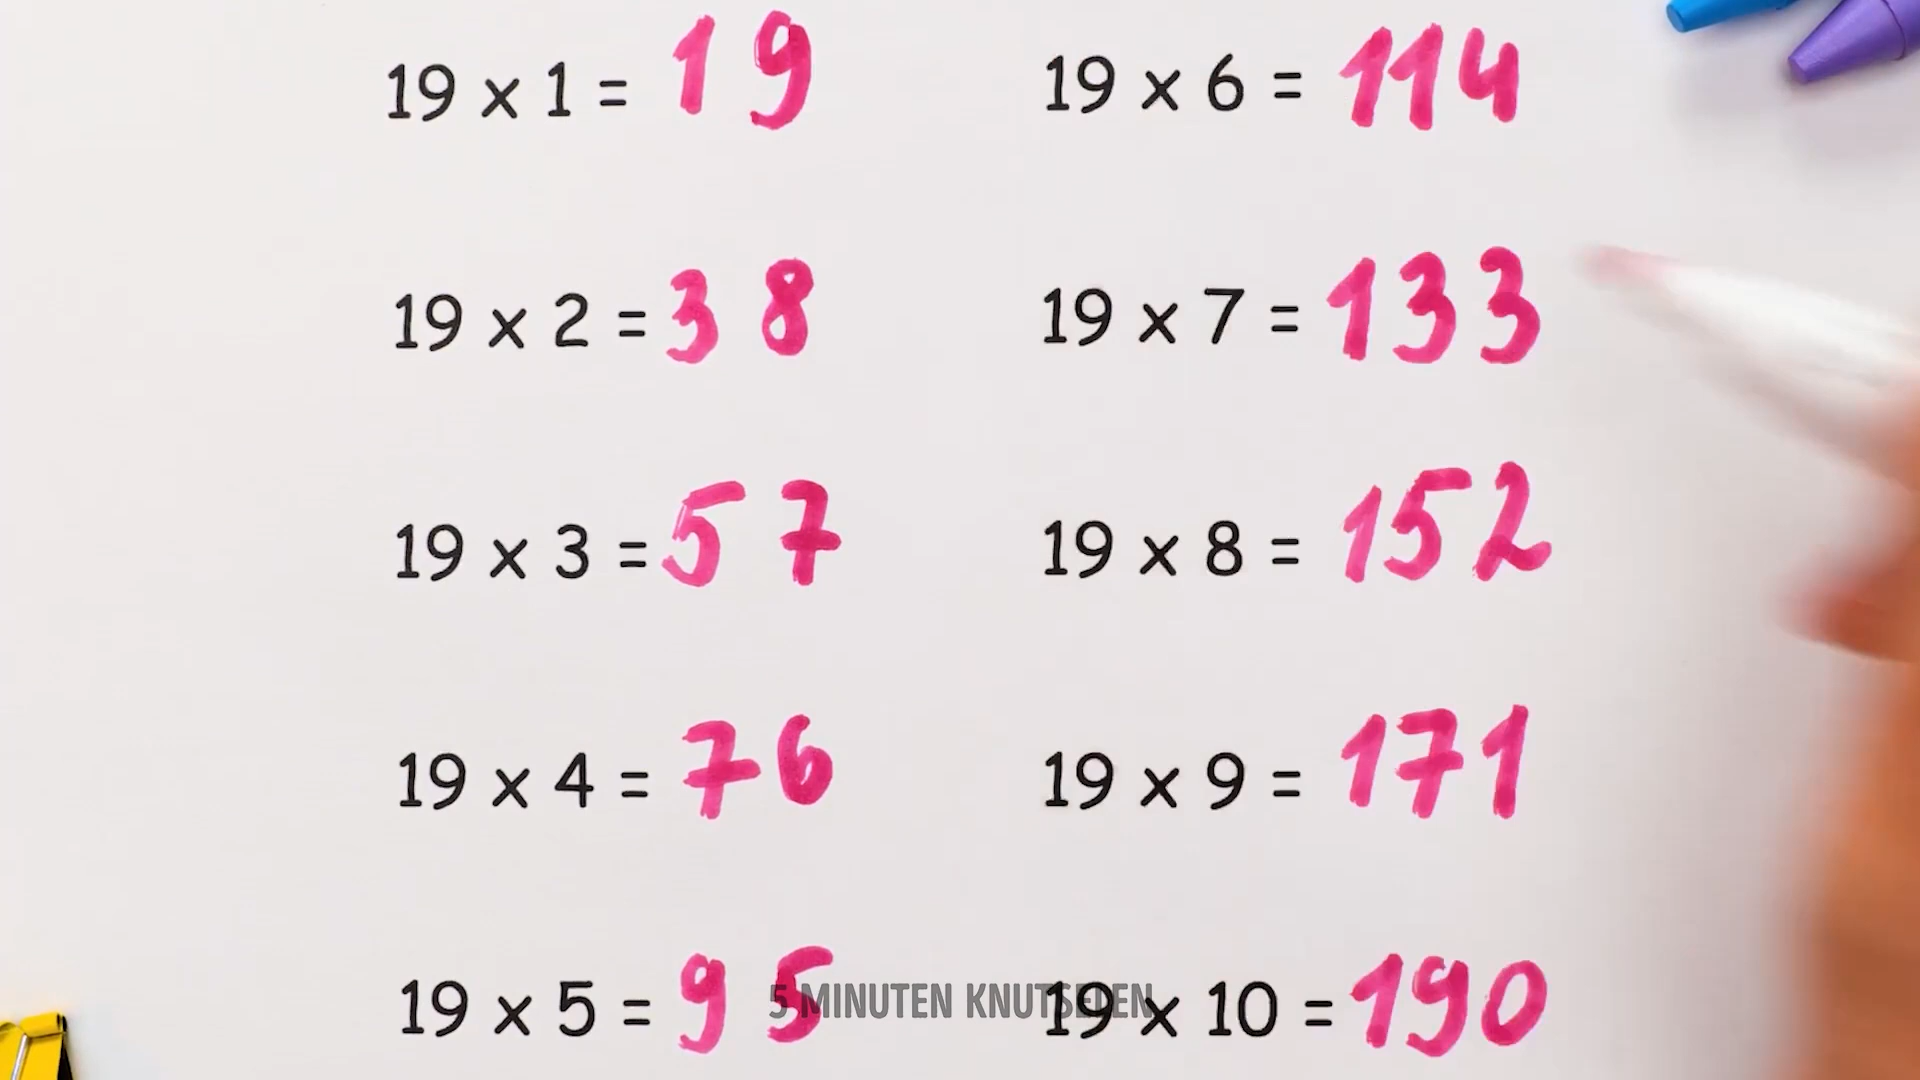 19 x 1 = 19
19 x 2 = 38
19 x 3 = 57
19 x 4 = 76
19 x 5 = 95
19 x 6 = 114
19 x 7 = 133
19 x 8 = 152
19 x 9 = 171
19 x 10 = 190
5 MINUTEN KNUTSELEN